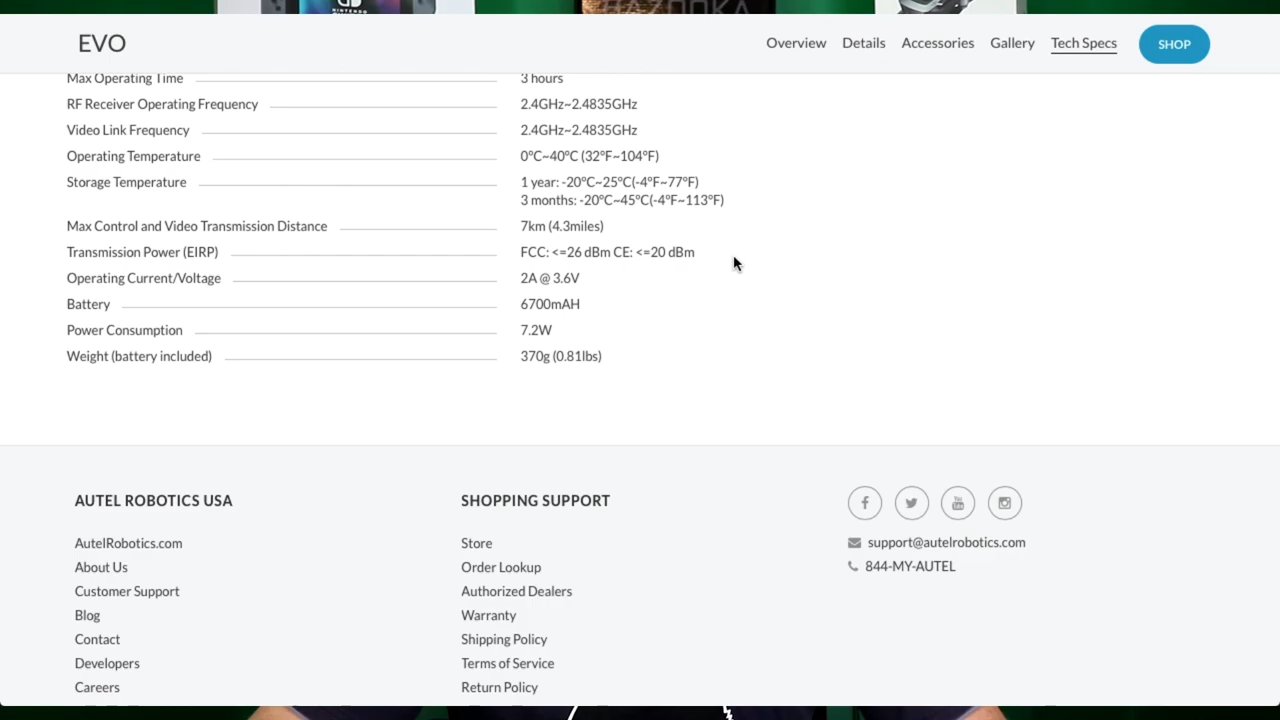 NINTENDO
BAZOOKA
EVO
Overview
Details
Accessories
Gallery
Tech Specs
SHOP
Max Operating Time 3 hours
RF Receiver Operating Frequency 2.4GHz~2.4835GHz
Video Link Frequency 2.4GHz~2.4835GHz
Operating Temperature 0°C~40°C (32°F~104°F)
Storage Temperature 1 year: -20°C~25°C(-4°F~77°F)
3 months: -20°C~45°C(-4°F~113°F)
Max Control and Video Transmission Distance 7km (4.3miles)
Transmission Power (EIRP) FCC: <=26 dBm CE: <=20 dBm
Operating Current/Voltage 2A @ 3.6V
Battery 6700mAH
Power Consumption 7.2W
Weight (battery included) 370g (0.81lbs)
AUTEL ROBOTICS USA
AutelRobotics.com
About Us
Customer Support
Blog
Contact
Developers
Careers
SHOPPING SUPPORT
Store
Order Lookup
Authorized Dealers
Warranty
Shipping Policy
Terms of Service
Return Policy
support@autelrobotics.com
844-MY-AUTEL